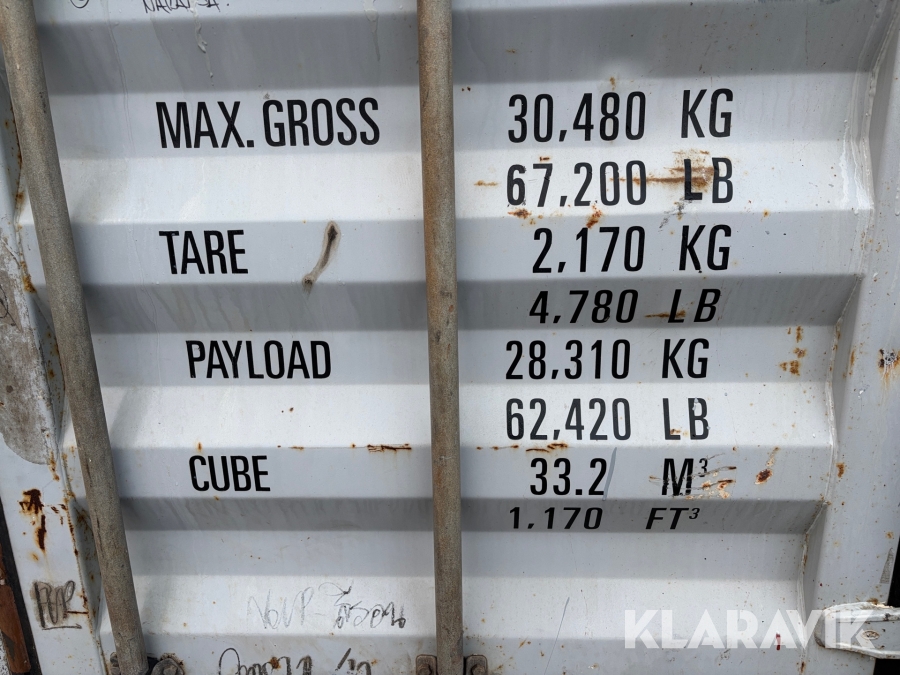 MAX. GROSS 30,480 KG
67,200 LB
TARE 2,170 KG
4,780 LB
PAYLOAD 28,310 KG
62,420 LB
CUBE 33.2 M³
1,170 FT³
KLARAVIK